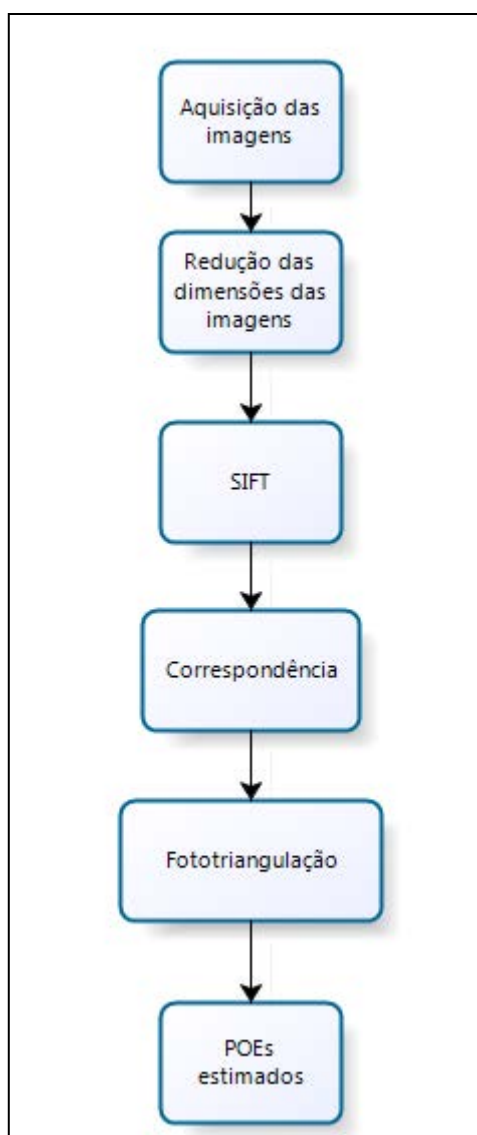 Aquisição das
imagens
Redução das
dimensões das
imagens
SIFT
Correspondência
Fototriangulação
POEs
estimados